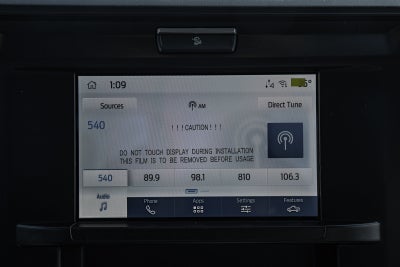 1:09
°
Sources
AM
Direct Tune
540
! ! ! CAUTION ! ! !
DO NOT TOUCH DISPLAY DURING INSTALLATION
THIS FILM IS TO BE REMOVED BEFORE USAGE
540
89.9
98.1
810
106.3
Audio
Phone
Apps
Settings
Features